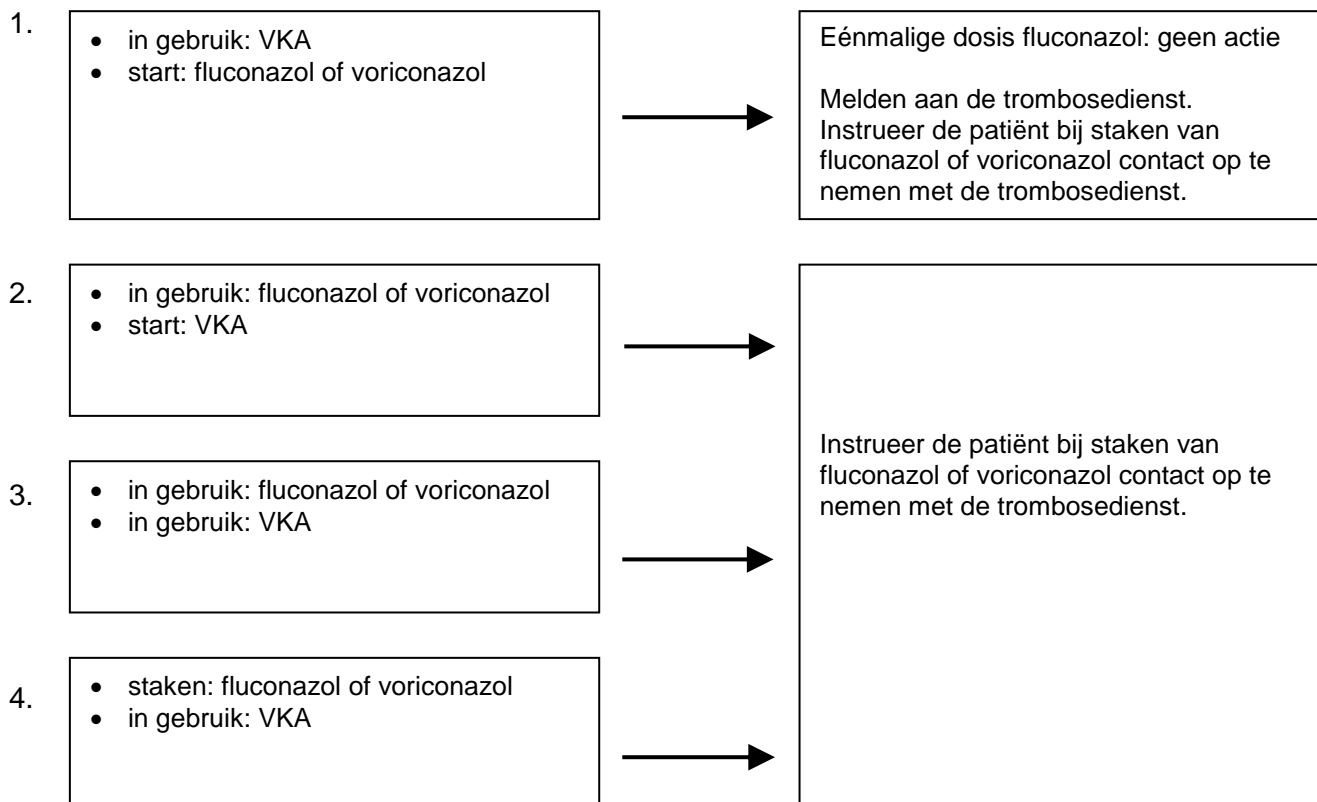 1.
• in gebruik: VKA
• start: fluconazol of voriconazol
Eénmalige dosis fluconazol: geen actie
Melden aan de trombosedienst.
Instrueer de patiënt bij staken van
fluconazol of voriconazol contact op te
nemen met de trombosedienst.
2.
• in gebruik: fluconazol of voriconazol
• start: VKA
3.
• in gebruik: fluconazol of voriconazol
• in gebruik: VKA
4.
• staken: fluconazol of voriconazol
• in gebruik: VKA
Instrueer de patiënt bij staken van
fluconazol of voriconazol contact op te
nemen met de trombosedienst.